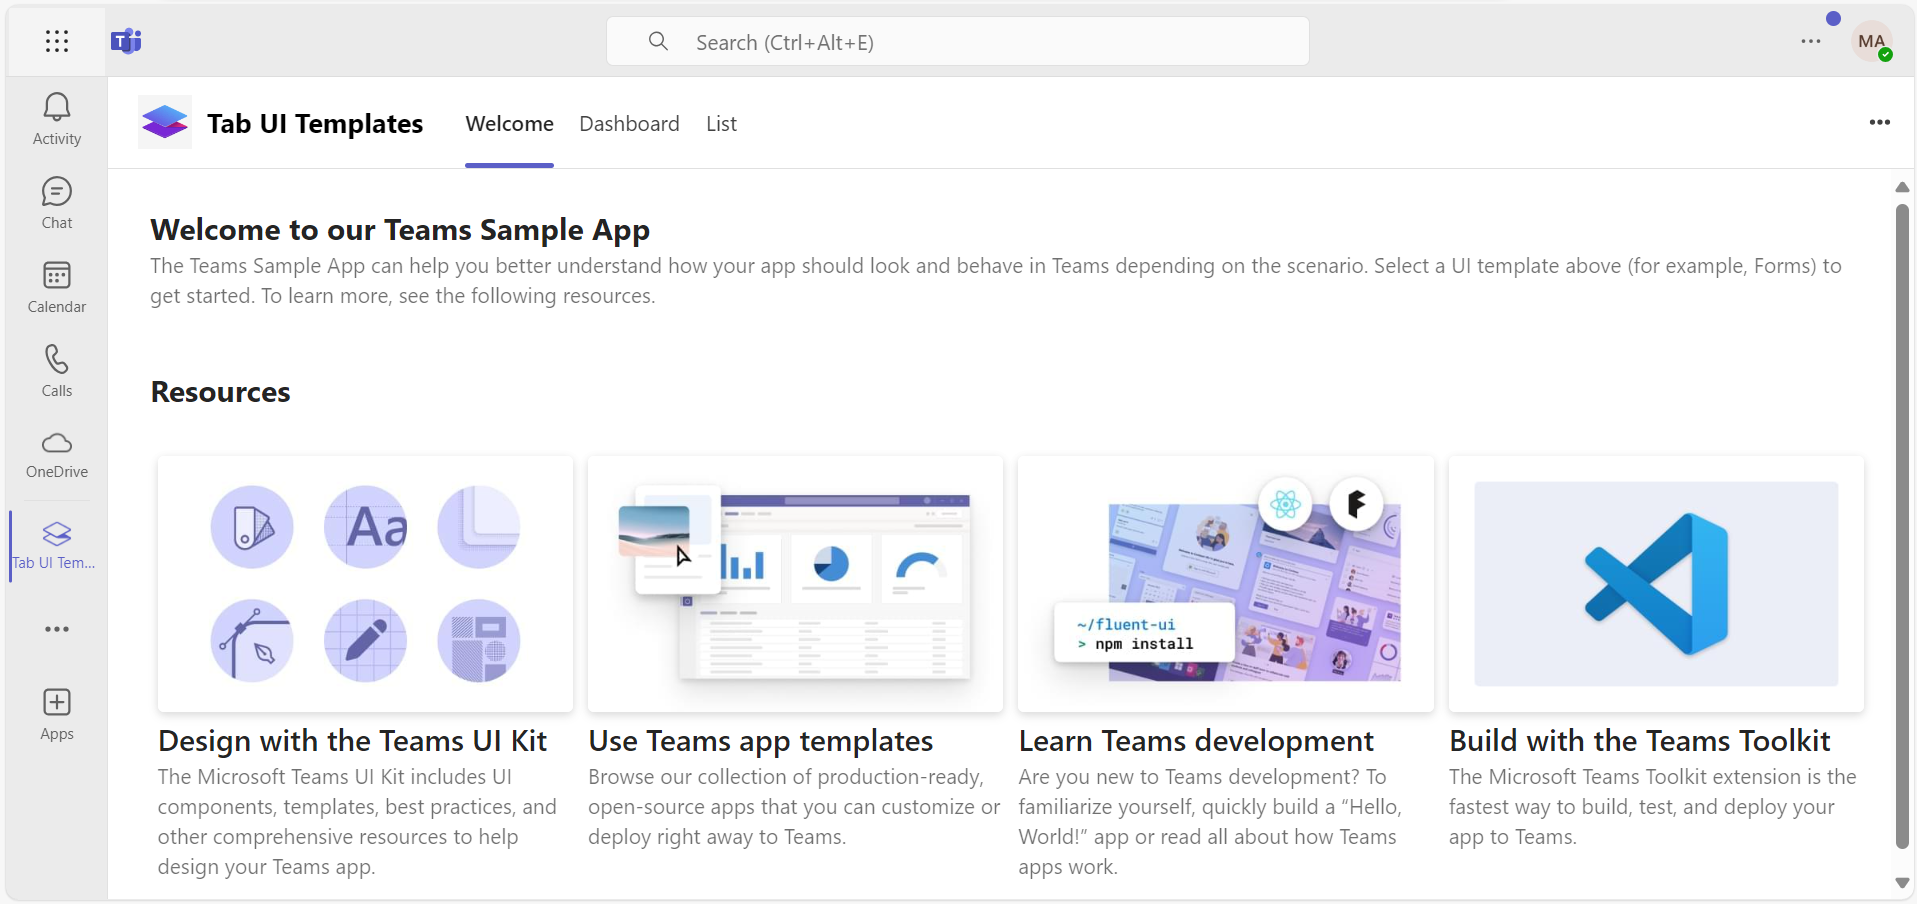 Search (Ctrl+Alt+E)
MA
Activity
Chat
Calendar
Calls
OneDrive
Tab UI Tem...
Apps
Tab UI Templates
Welcome
Dashboard
List
Welcome to our Teams Sample App
The Teams Sample App can help you better understand how your app should look and behave in Teams depending on the scenario. Select a UI template above (for example, Forms) to
get started. To learn more, see the following resources.
Resources
Aa
~/fluent-ui
> npm install
Design with the Teams UI Kit
The Microsoft Teams UI Kit includes UI
components, templates, best practices, and
other comprehensive resources to help
design your Teams app.
Use Teams app templates
Browse our collection of production-ready,
open-source apps that you can customize or
deploy right away to Teams.
Learn Teams development
Are you new to Teams development? To
familiarize yourself, quickly build a “Hello,
World!” app or read all about how Teams
apps work.
Build with the Teams Toolkit
The Microsoft Teams Toolkit extension is the
fastest way to build, test, and deploy your
app to Teams.